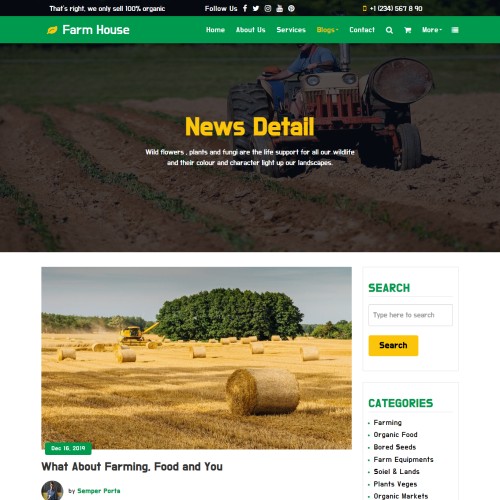 That's right, we only sell 100% organic
Follow Us
+1 (234) 567 8 90
Farm House
Home
About Us
Services
Blogs
Contact
More
News Detail
Wild flowers , plants and fungi are the life support for all our wildlife
and their colour and character light up our landscapes.
Dec 16, 2019
What About Farming, Food and You
by Semper Porta
SEARCH
Type here to search
Search
CATEGORIES
Farming
Organic Food
Bored Seeds
Farm Equipments
Soiel & Lands
Plants Veges
Organic Markets